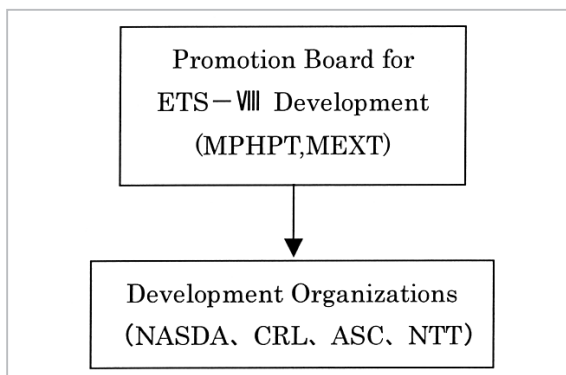 Promotion Board for
ETS－Ⅷ Development
(MPHPT,MEXT)
Development Organizations
(NASDA、CRL、ASC、NTT)